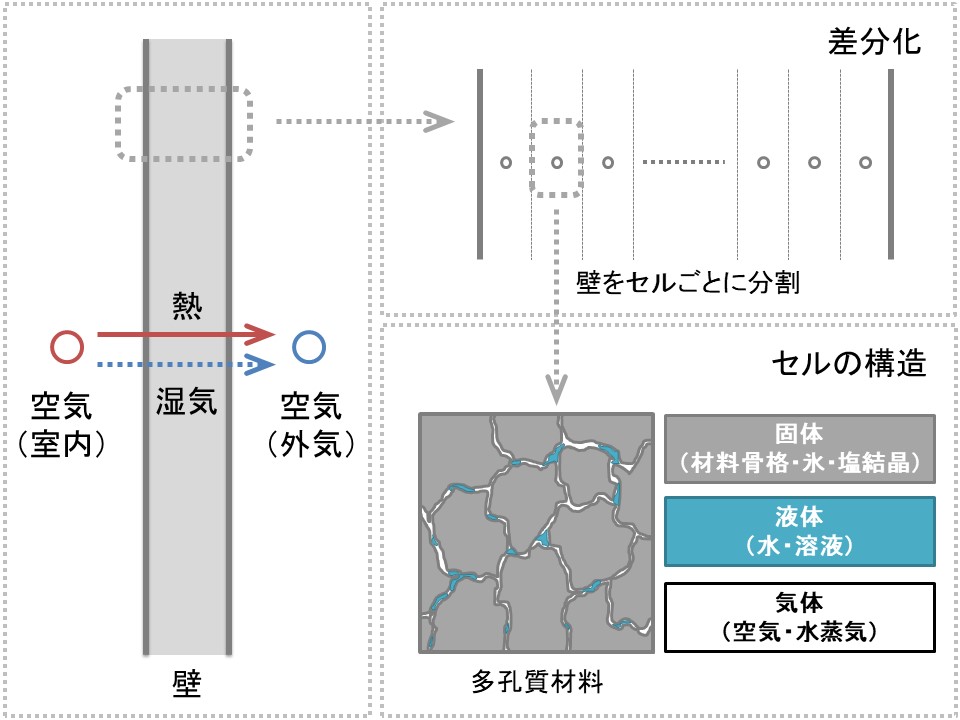 熱
湿気
空気
（室内）
空気
（外気）
壁
差分化
壁をセルごとに分割
セルの構造
固体
（材料骨格・氷・塩結晶）
液体
（水・溶液）
気体
（空気・水蒸気）
多孔質材料